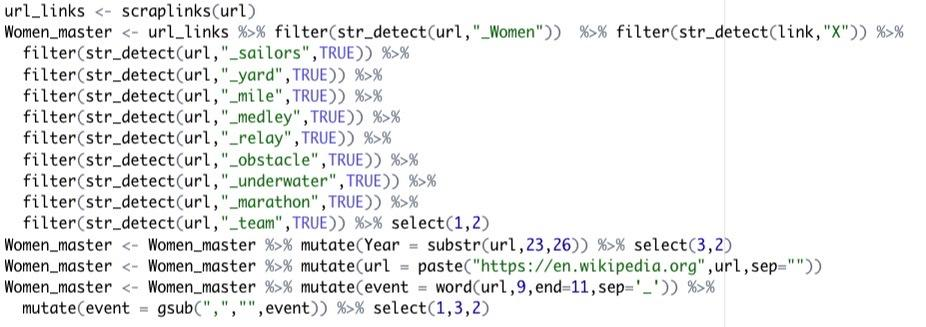 url_links <- scraplinks(url)
Women_master <- url_links %>% filter(str_detect(url,"_Women"))  %>% filter(str_detect(link,"X")) %>%
  filter(str_detect(url,"_sailors",TRUE)) %>%
  filter(str_detect(url,"_yard",TRUE)) %>%
  filter(str_detect(url,"_mile",TRUE)) %>%
  filter(str_detect(url,"_medley",TRUE)) %>%
  filter(str_detect(url,"_relay",TRUE)) %>%
  filter(str_detect(url,"_obstacle",TRUE)) %>%
  filter(str_detect(url,"_underwater",TRUE)) %>%
  filter(str_detect(url,"_marathon",TRUE)) %>%
  filter(str_detect(url,"_team",TRUE)) %>% select(1,2)
Women_master <- Women_master %>% mutate(Year = substr(url,23,26)) %>% select(3,2)
Women_master <- Women_master %>% mutate(url = paste("https://en.wikipedia.org",url,sep=""))
Women_master <- Women_master %>% mutate(event = word(url,9,end=11,sep='_')) %>%
  mutate(event = gsub(",","",event)) %>% select(1,3,2)